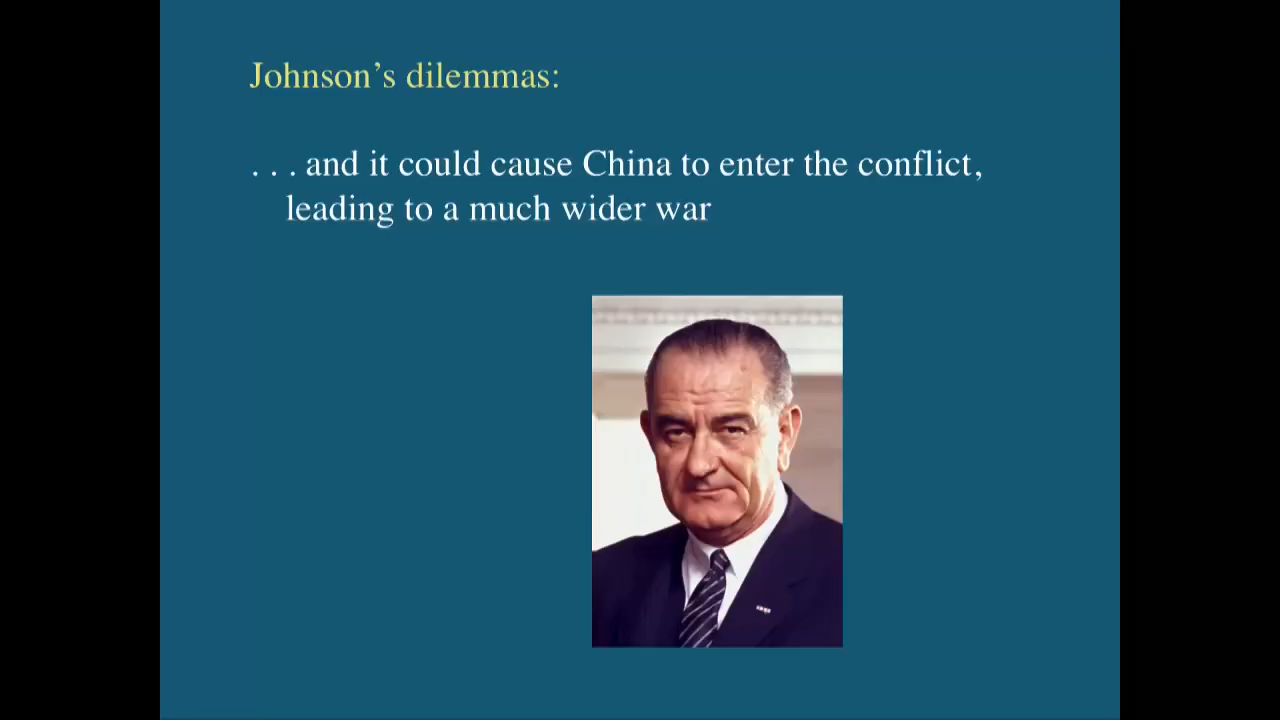 Johnson’s dilemmas:
. . . and it could cause China to enter the conflict,
leading to a much wider war